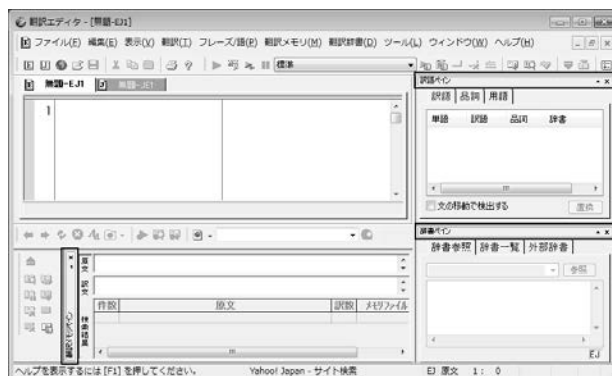 翻訳エディタ - [無題-EJ1]
ファイル(F) 編集(E) 表示(V) 翻訳(T) フレーズ/語(P) 翻訳メモリ(M) 翻訳辞書(D) ツール(L) ウィンドウ(W) ヘルプ(H)
標準
無題-EJ1 無題-JE1
1
訳語ペイン
訳語 品詞 用語
単語 訳語 品詞 辞書
文の移動で検出する 置換
辞書ペイン
辞書参照 辞書一覧 外部辞書
参照
翻訳メモリペイン
原文
訳文
検索結果
件数 原文 訳数 メモリファイル
EJ
ヘルプを表示するには [F1] を押してください。 Yahoo! Japan - サイト検索 EJ 原文 1: 0